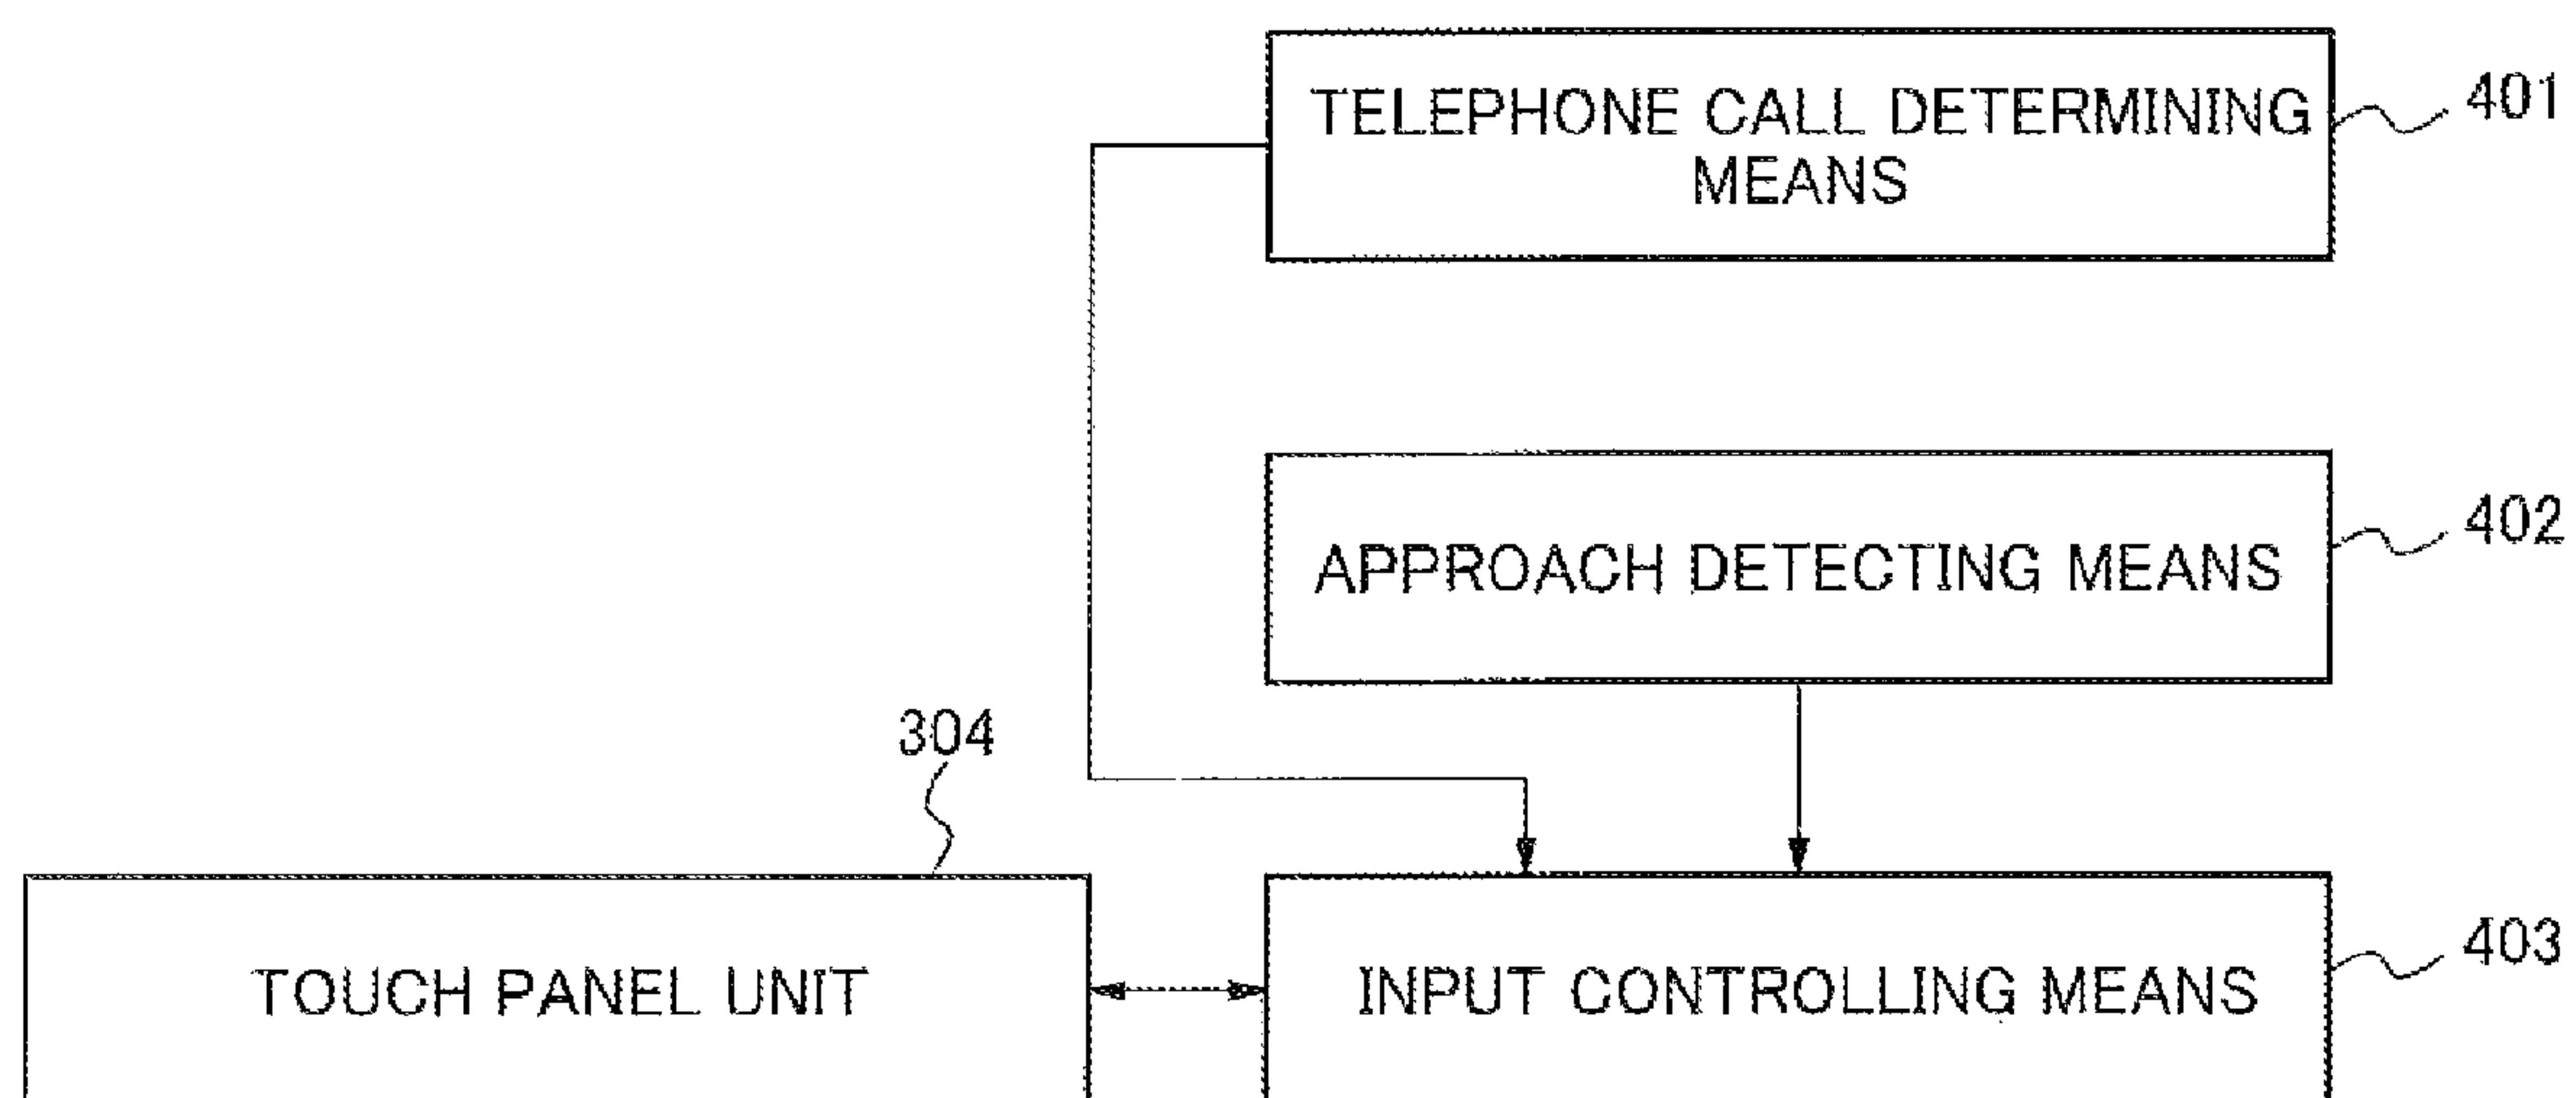 TELEPHONE CALL DETERMINING
MEANS
401
APPROACH DETECTING MEANS
402
304
TOUCH PANEL UNIT
INPUT CONTROLLING MEANS
403